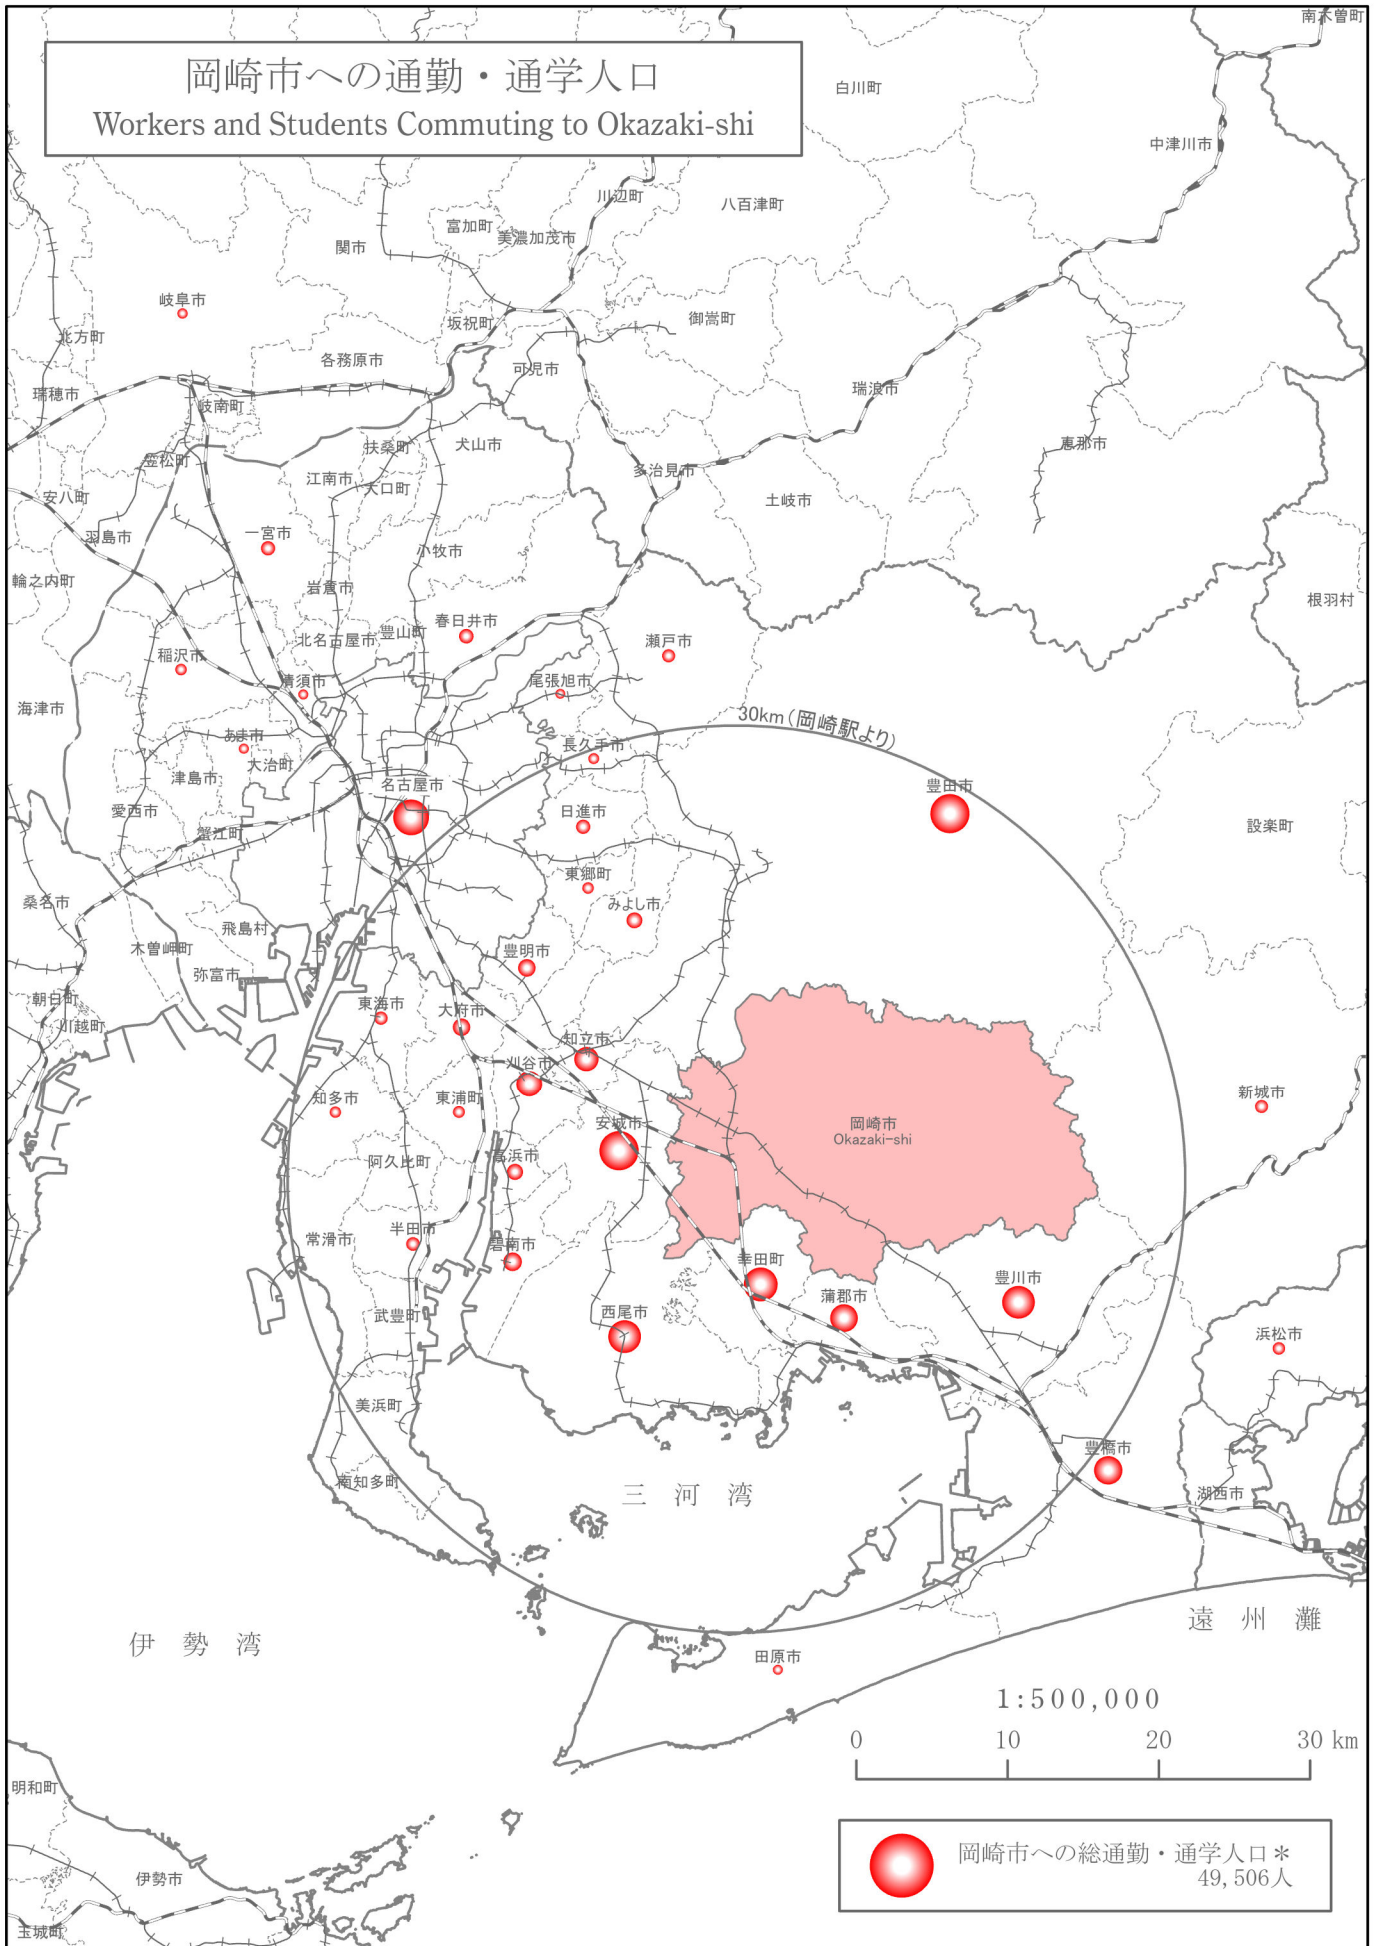 岡崎市への通勤・通学人口
Workers and Students Commuting to Okazaki-shi
南木曽町
白川町
中津川市
川辺町
八百津町
富加町
美濃加茂市
関市
岐阜市
坂祝町
御嵩町
北方町
各務原市
可児市
瑞穂市
岐南町
瑞浪市
扶桑町
犬山市
恵那市
笠松町
江南市
大口町
多治見市
安八町
土岐市
羽島市
一宮市
小牧市
輪之内町
岩倉市
根羽村
春日井市
北名古屋市
豊山町
瀬戸市
稲沢市
清須市
尾張旭市
海津市
30km(岡崎駅より)
あま市
長久手市
大治町
津島市
名古屋市
豊田市
愛西市
日進市
蟹江町
設楽町
東郷町
桑名市
みよし市
飛島村
木曽岬町
豊明市
弥富市
朝日町
東海市
大府市
川越町
知立市
刈谷市
知多市
東浦町
新城市
安城市
岡崎市
Okazaki-shi
高浜市
阿久比町
半田市
常滑市
碧南市
幸田町
豊川市
蒲郡市
武豊町
西尾市
浜松市
美浜町
豊橋市
南知多町
三河湾
湖西市
遠州灘
伊勢湾
田原市
1:500,000
0 10 20 30 km
明和町
岡崎市への総通勤・通学人口＊
49,506人
伊勢市
玉城町